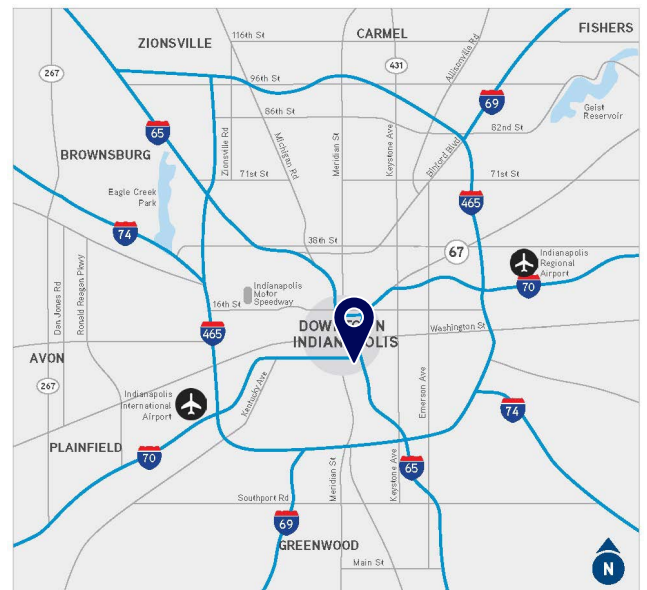 FISHERS
CARMEL
116th St
ZIONSVILLE
Allisonville Rd
431
267
96th St
69
86th St
Geist
Reservoir
65
82nd St
Zionsville Rd
Michigan Rd
Meridian St
Keystone Ave
Binford Blvd
BROWNSBURG
71st St
71st St
Eagle Creek
Park
465
74
38th St
67
Indianapolis
Regional
Airport
70
Dan Jones Rd
Ronald Reagan Pkwy
Indianapolis
Motor
Speedway
16th St
465
DOW N
INDIAN POLIS
Washington St
AVON
267
Kentucky Ave
Emerson Ave
Indianapolis
International
Airport
74
PLAINFIELD
70
65
Meridian St
Keystone Ave
Southport Rd
69
GREENWOOD
Main St
N